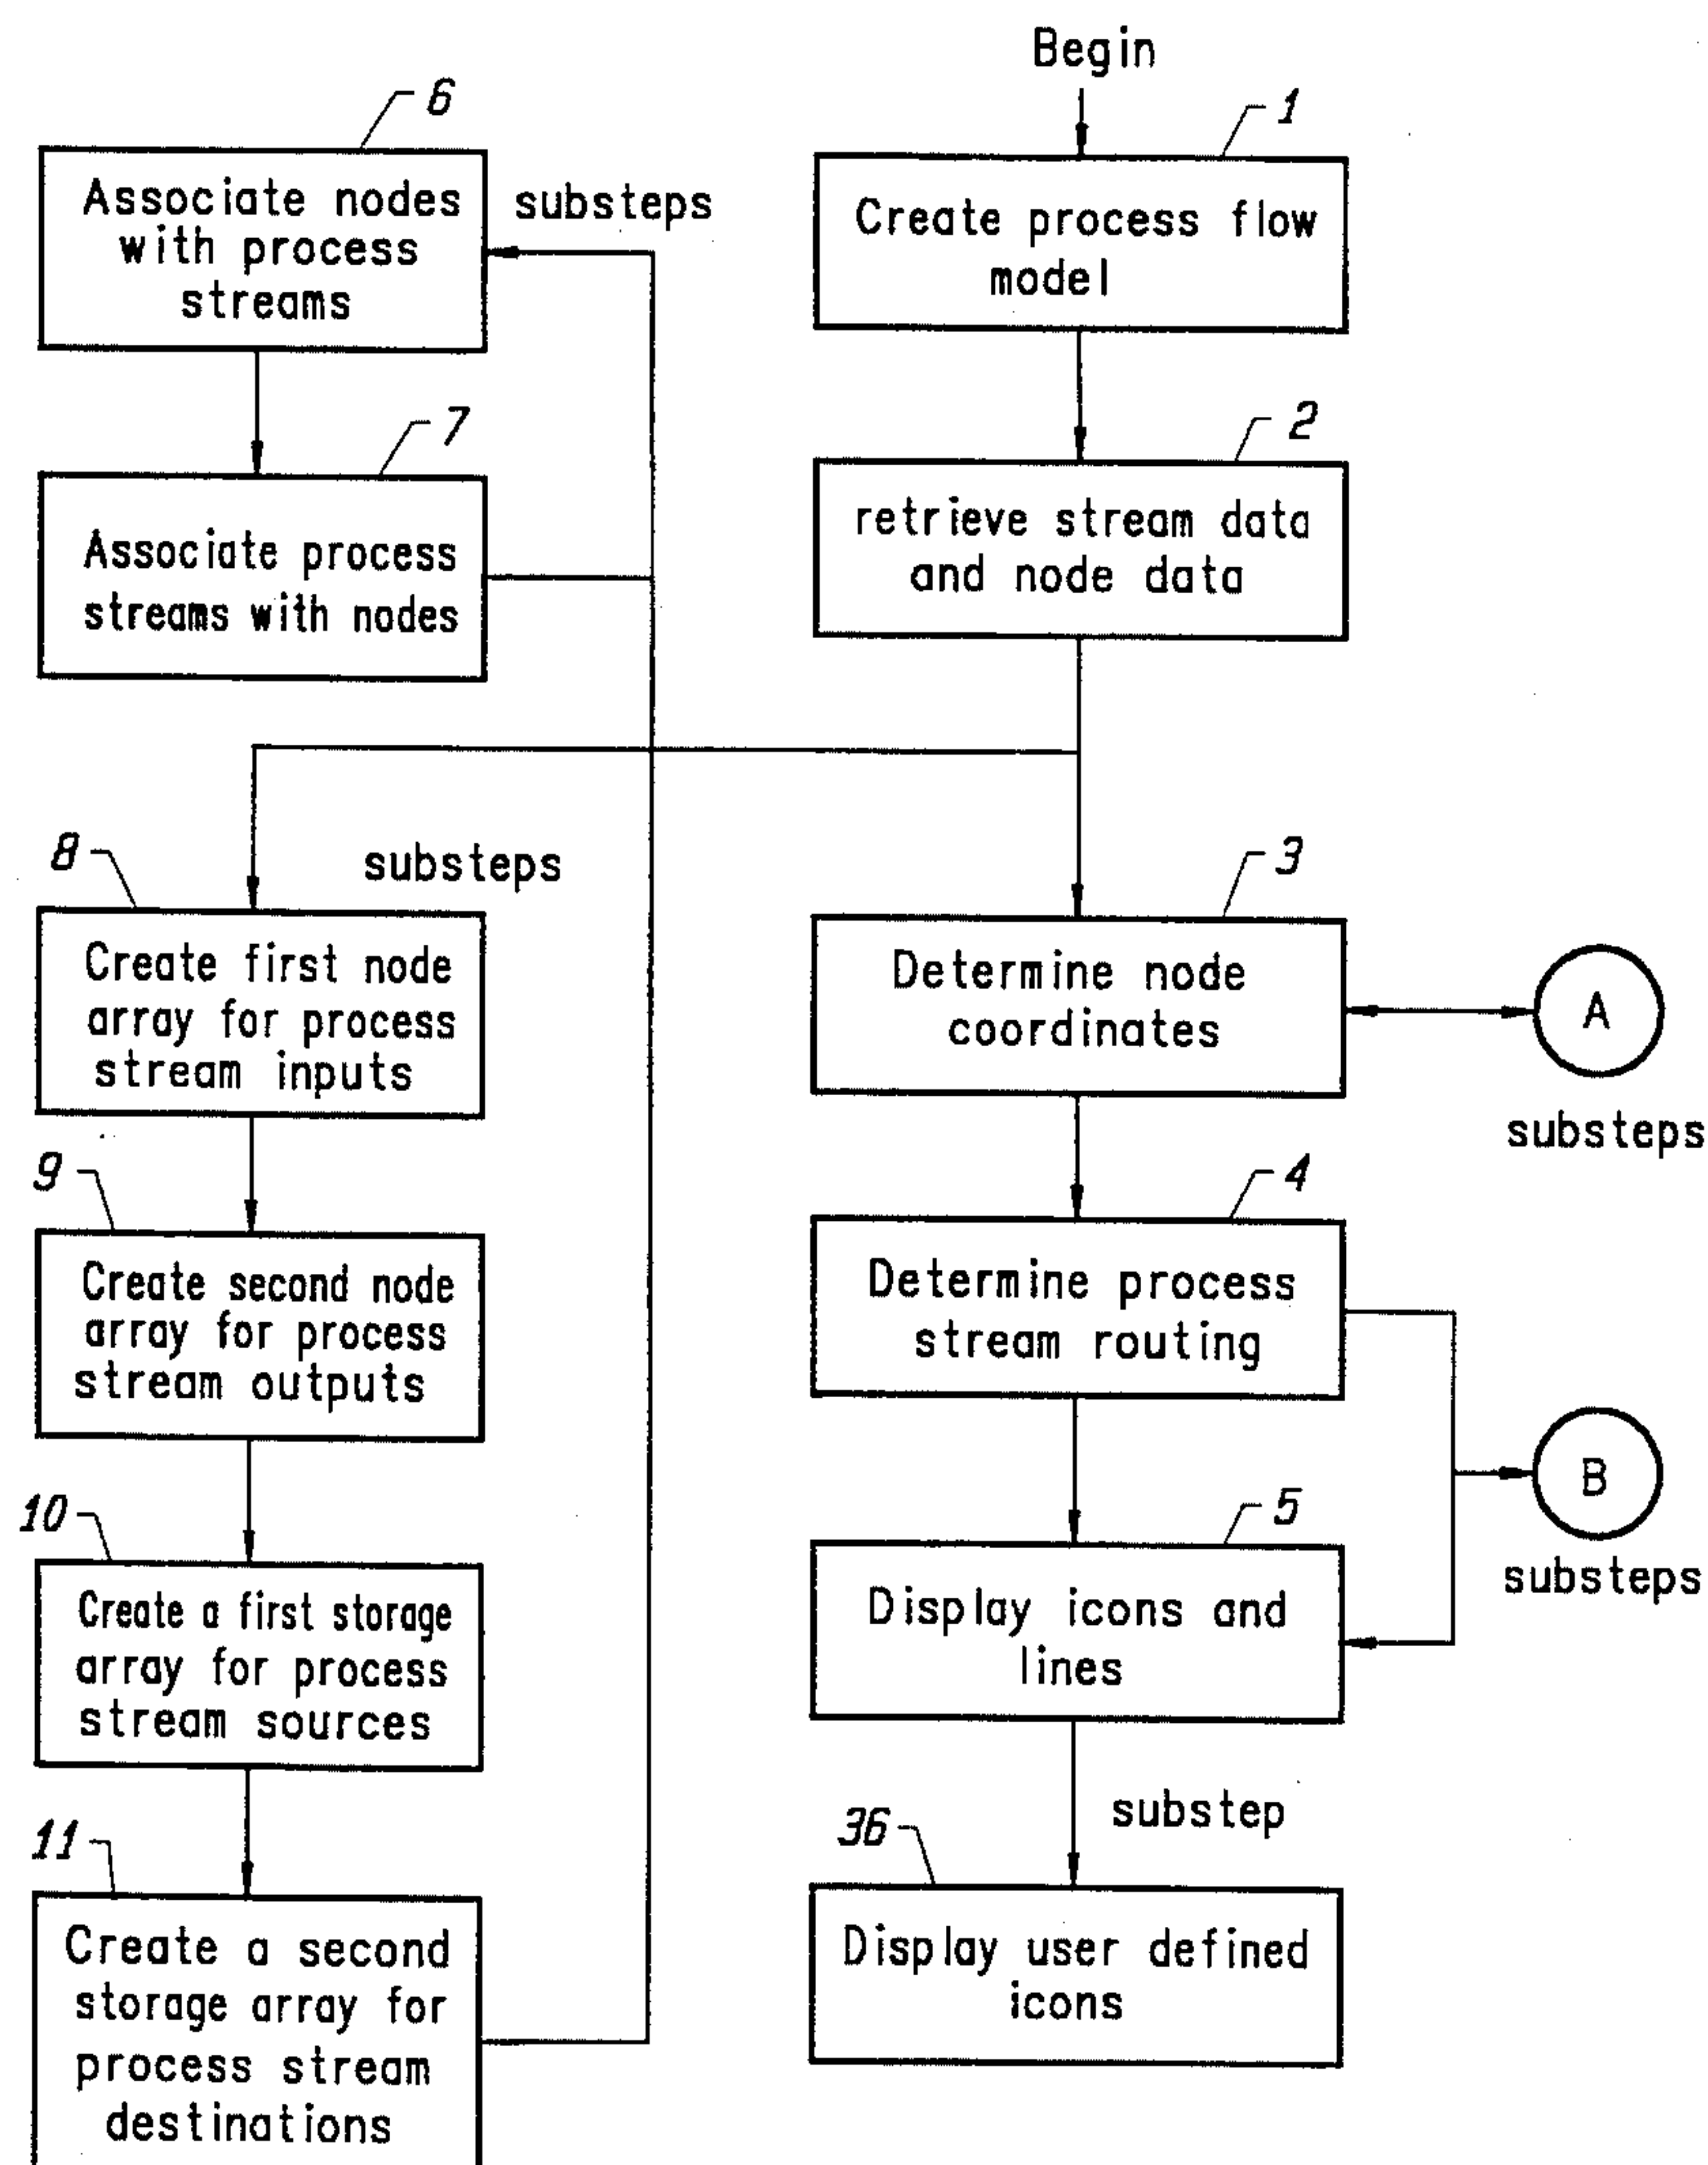 Begin
1
Create process flow
model
2
retrieve stream data
and node data
3
Determine node
coordinates
A
substeps
4
Determine process
stream routing
B
substeps
5
Display icons and
lines
substep
36
Display user defined
icons
6
Associate nodes
with process
streams
substeps
7
Associate process
streams with nodes
8
substeps
Create first node
array for process
stream inputs
9
Create second node
array for process
stream outputs
10
Create a first storage
array for process
stream sources
11
Create a second
storage array for
process stream
destinations